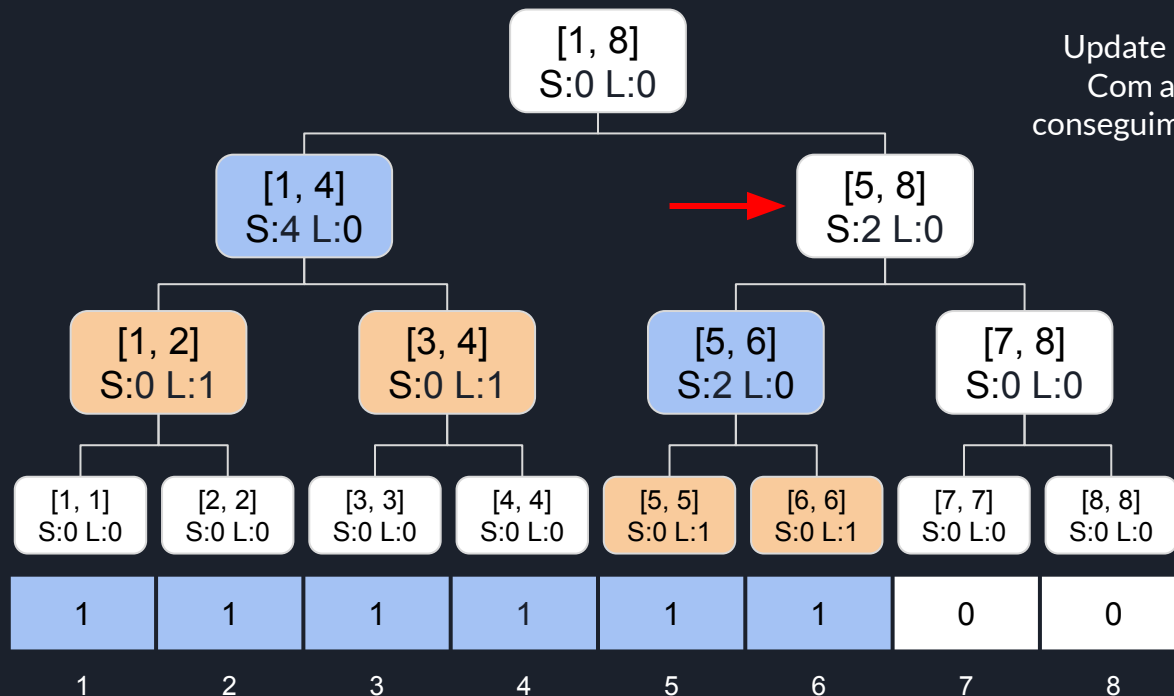 [1, 8]
S:0 L:0
Update
Com a
[1, 4]
S:4 L:0
[5, 8]
S:2 L:0
[1, 2]
S:0 L:1
[3, 4]
S:0 L:1
[5, 6]
S:2 L:0
[7, 8]
S:0 L:0
[1, 1]
S:0 L:0
[2, 2]
S:0 L:0
[3, 3]
S:0 L:0
[4, 4]
S:0 L:0
[5, 5]
S:0 L:1
[6, 6]
S:0 L:1
[7, 7]
S:0 L:0
[8, 8]
S:0 L:0
1 1 1 1 1 1 0 0
1 2 3 4 5 6 7 8